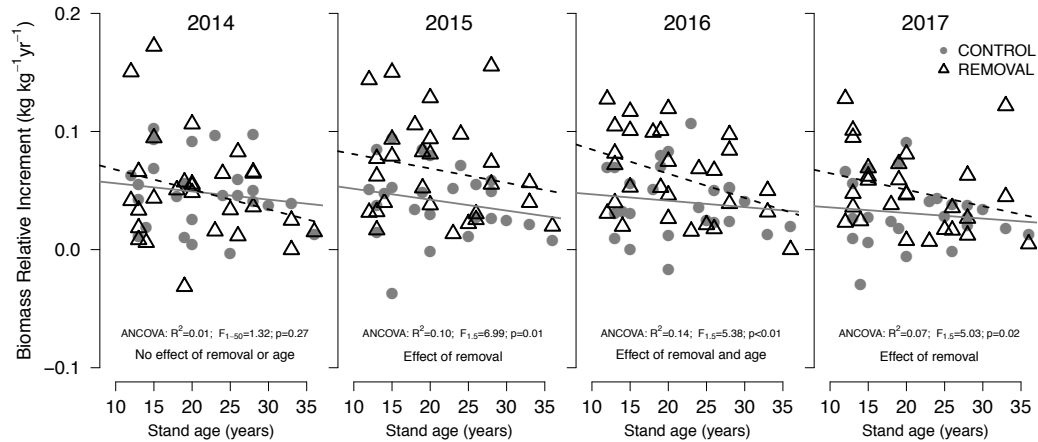 2014 2015 2016 2017
CONTROL
REMOVAL
Biomass Relative Increment (kg kg⁻¹yr⁻¹)
0.2
0.1
0.0
−0.1
ANCOVA: R²=0.01; F₁₋₅₀=1.32; p=0.27
No effect of removal or age
ANCOVA: R²=0.10; F₁.₅=6.99; p=0.01
Effect of removal
ANCOVA: R²=0.14; F₁.₅=5.38; p<0.01
Effect of removal and age
ANCOVA: R²=0.07; F₁.₅=5.03; p=0.02
Effect of removal
10 15 20 25 30 35 10 15 20 25 30 35 10 15 20 25 30 35 10 15 20 25 30 35
Stand age (years) Stand age (years) Stand age (years) Stand age (years)